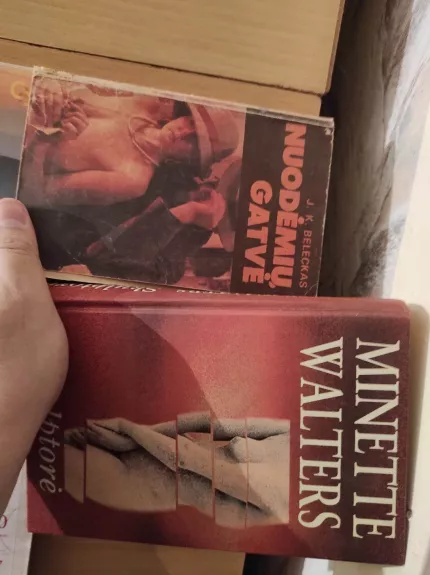 J. K. BELECKAS
NUODĖMIŲ
GATVĖ
MINETTE
WALTERS